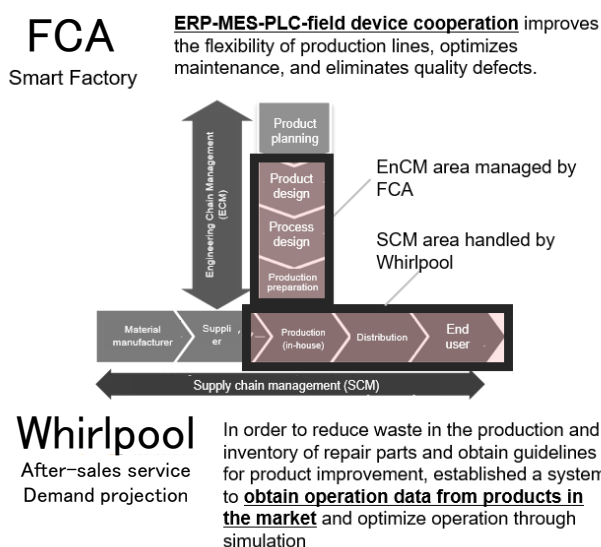 FCA
Smart Factory
ERP-MES-PLC-field device cooperation improves
the flexibility of production lines, optimizes
maintenance, and eliminates quality defects.
Engineering Chain Management
(ECM)
Product
planning
Product
design
Process
design
Production
preparation
EnCM area managed by
FCA
SCM area handled by
Whirlpool
Material
manufacturer
Suppli
er
Production
(in-house)
Distribution
End
user
Supply chain management (SCM)
Whirlpool
After-sales service
Demand projection
In order to reduce waste in the production and
inventory of repair parts and obtain guidelines
for product improvement, established a system
to obtain operation data from products in
the market and optimize operation through
simulation